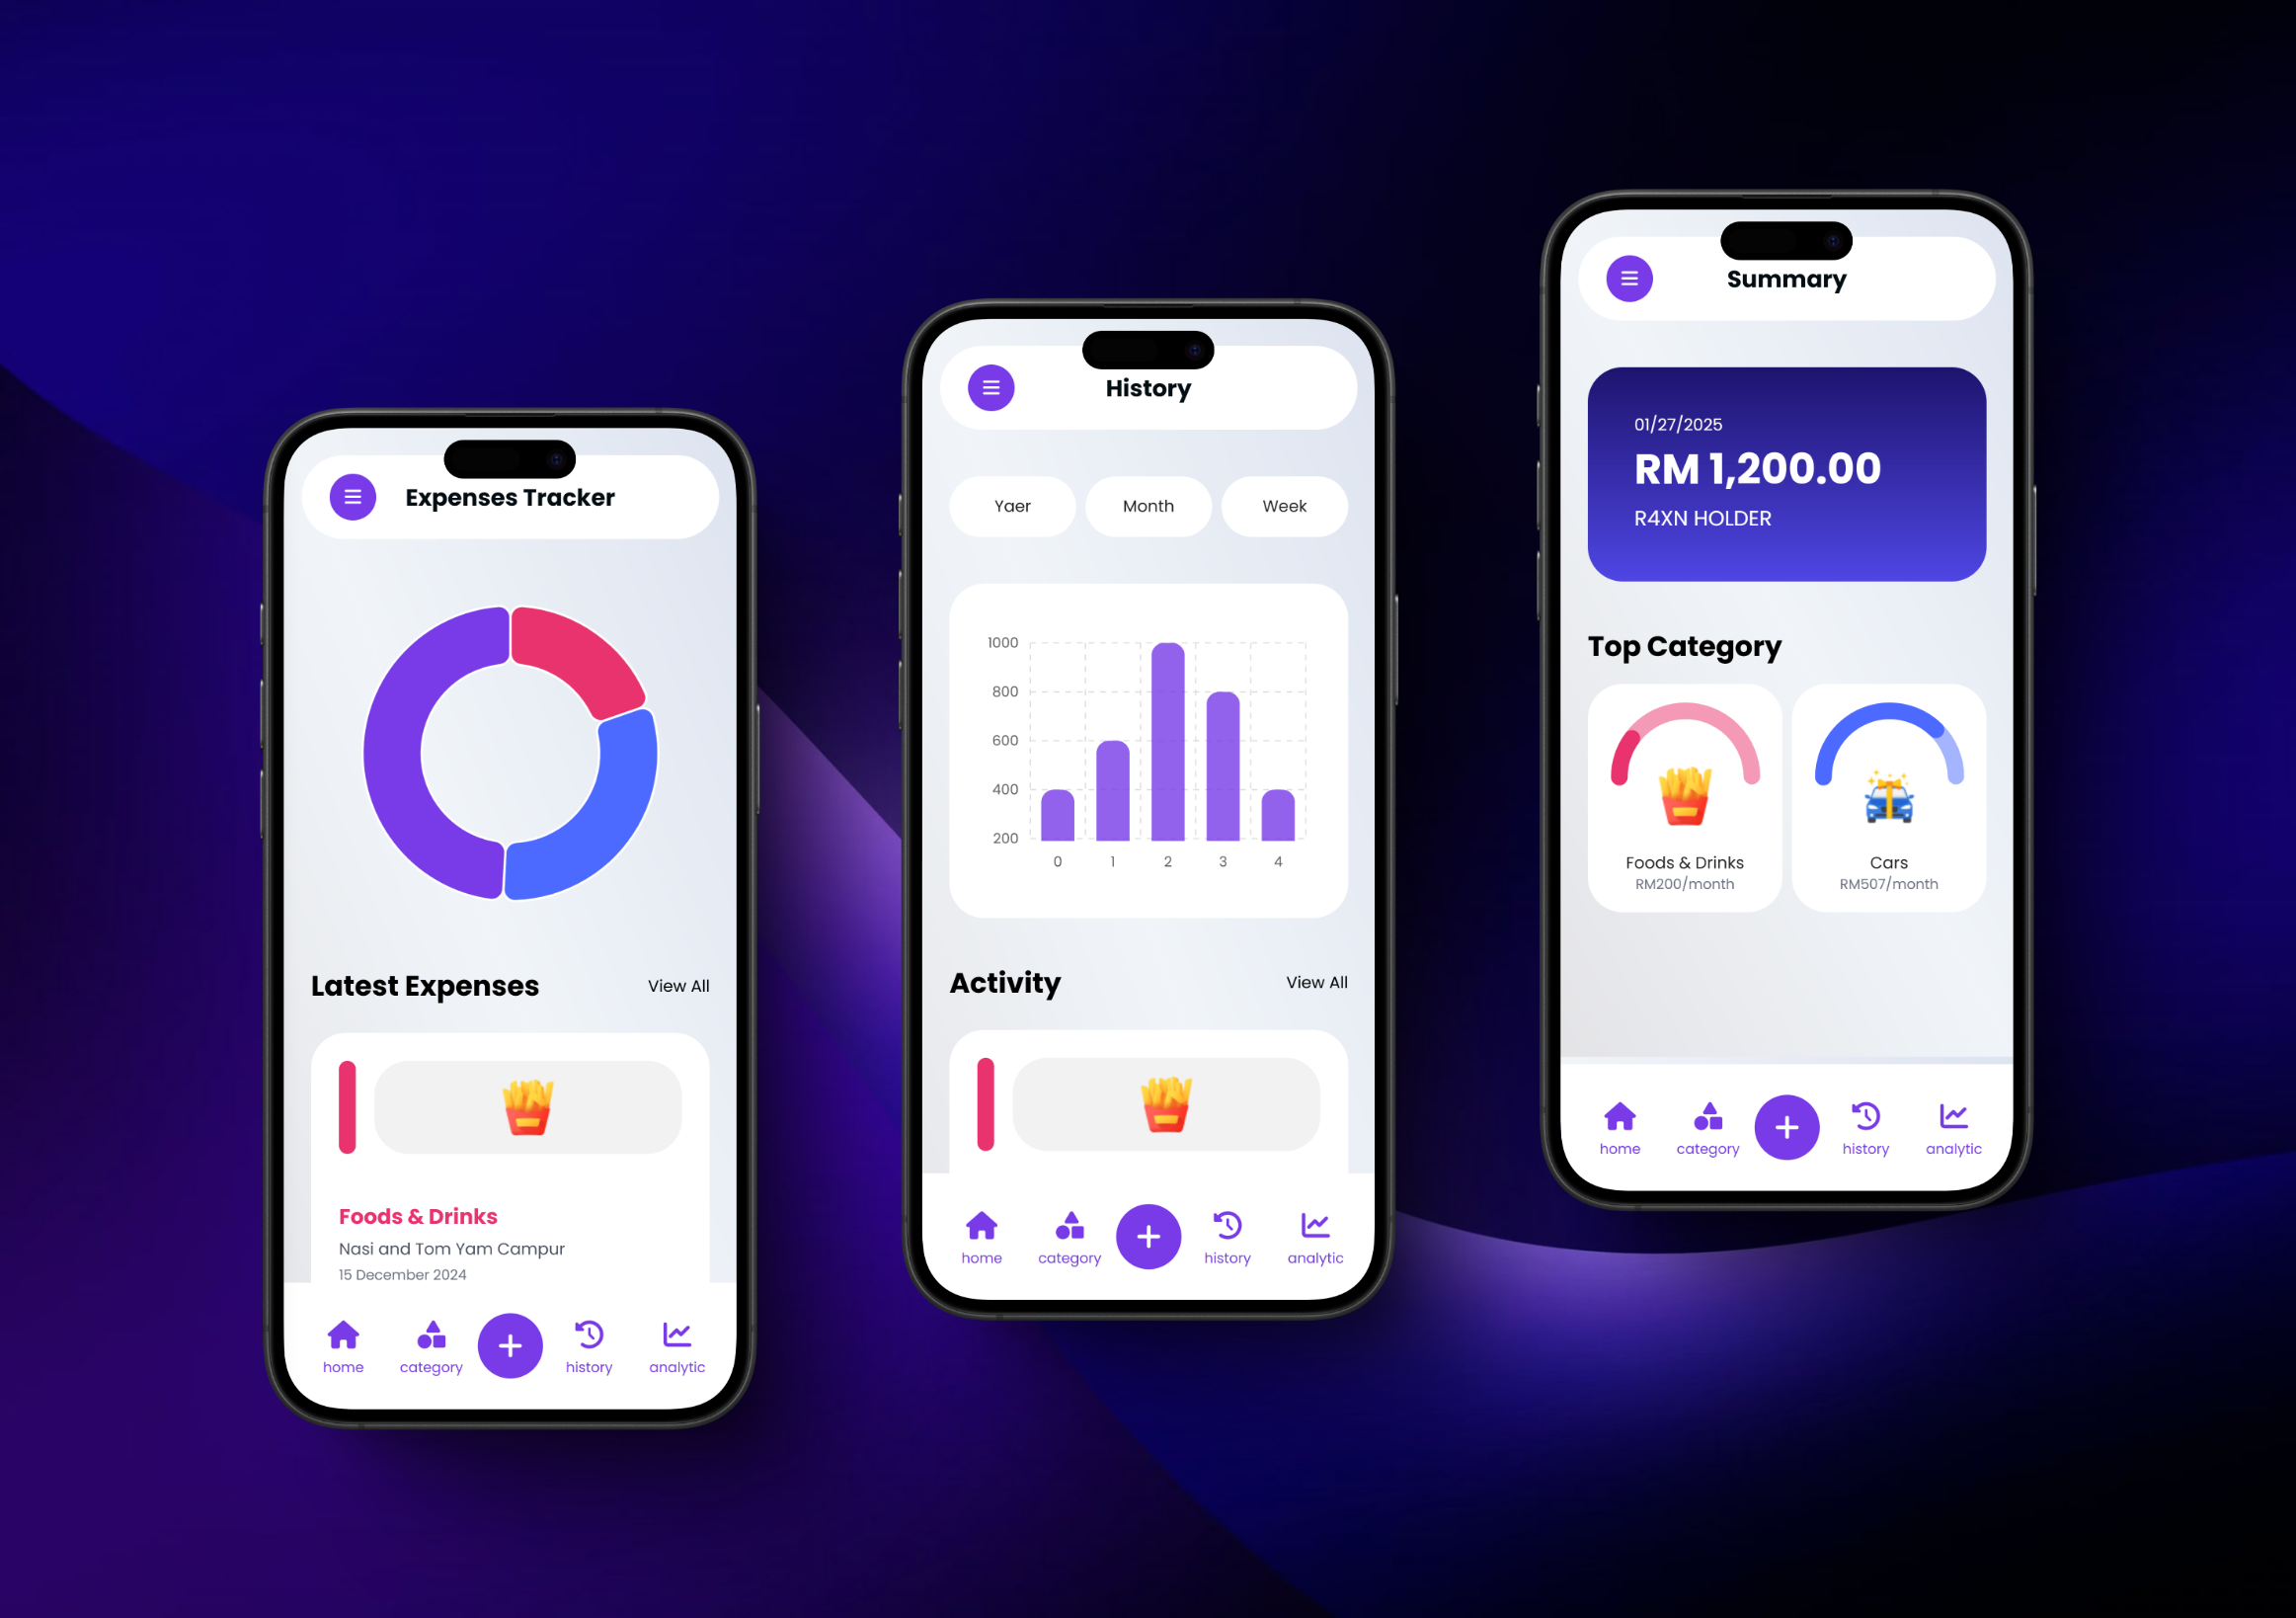 Expenses Tracker
Latest Expenses
View All
Foods & Drinks
Nasi and Tom Yam Campur
15 December 2024
home
category
history
analytic
History
Yaer
Month
Week
1000
800
600
400
200
0
1
2
3
4
Activity
View All
home
category
history
analytic
Summary
01/27/2025
RM 1,200.00
R4XN HOLDER
Top Category
Foods & Drinks
RM200/month
Cars
RM507/month
home
category
history
analytic